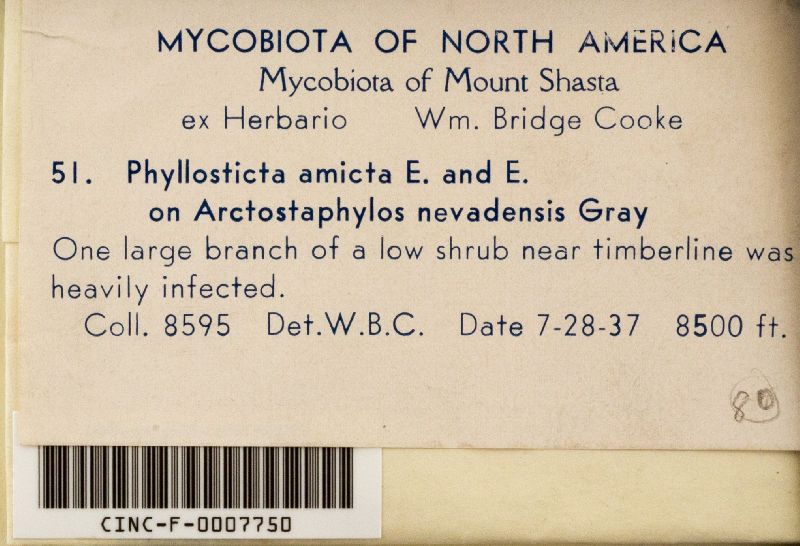 MYCOBIOTA OF NORTH AMERICA
Mycobiota of Mount Shasta
ex Herbario Wm. Bridge Cooke
51. Phyllosticta amicta E. and E.
on Arctostaphylos nevadensis Gray
One large branch of a low shrub near timberline was
heavily infected.
Coll. 8595 Det.W.B.C. Date 7-28-37 8500 ft.
80
CINC-F-0007750